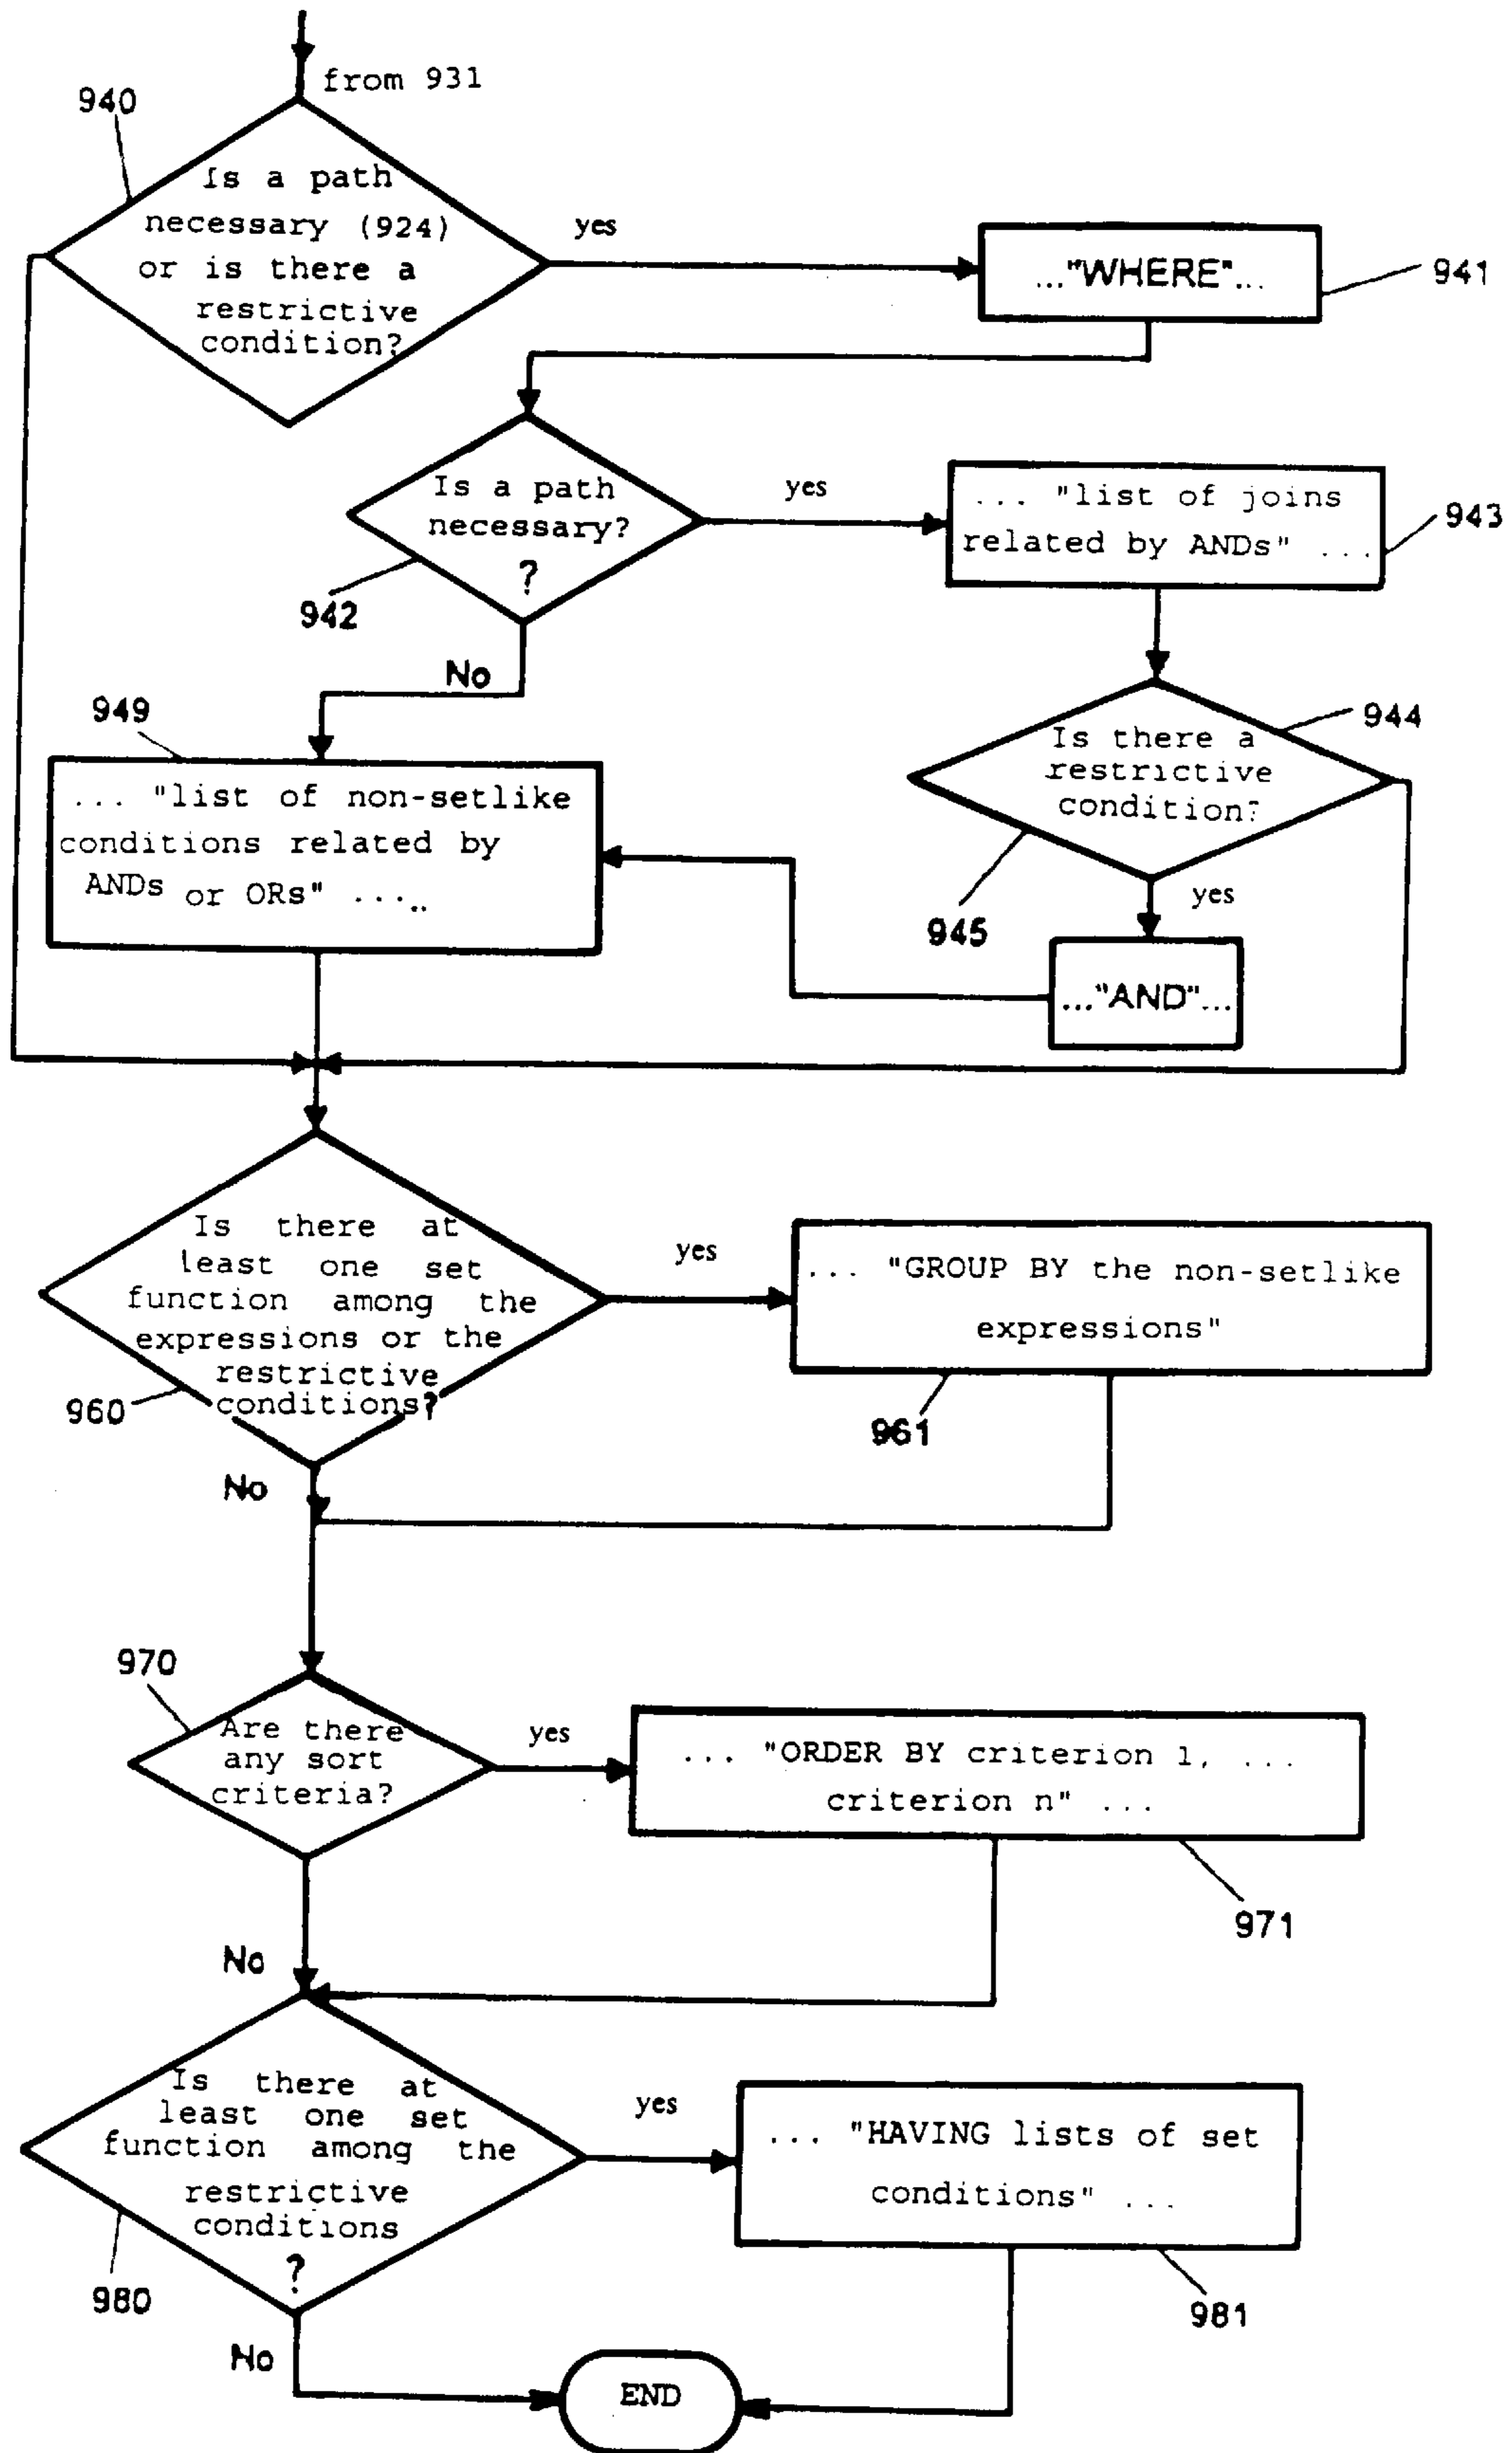 from 931
940
Is a path
necessary (924)
or is there a
restrictive
condition?
yes
..."WHERE"...
941
Is a path
necessary?
?
942
yes
... "list of joins
related by ANDs" ...
943
No
949
... "list of non-setlike
conditions related by
ANDs or ORs" .....
944
Is there a
restrictive
condition?
945
yes
..."AND"...
Is there at
least one set
function among the
expressions or the
restrictive
conditions?
960
yes
... "GROUP BY the non-setlike
expressions"
961
No
970
Are there
any sort
criteria?
yes
... "ORDER BY criterion 1, ...
criterion n" ...
971
No
Is there at
least one set
function among the
restrictive
conditions
?
980
yes
... "HAVING lists of set
conditions" ...
981
No
END